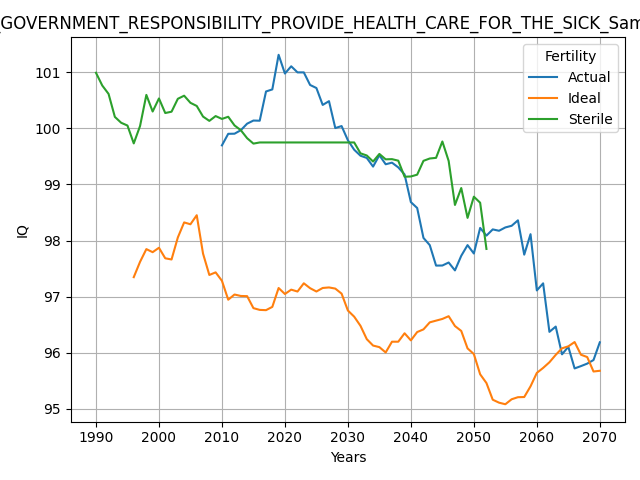 GOVERNMENT_RESPONSIBILITY_PROVIDE_HEALTH_CARE_FOR_THE_SICK_Sam
Fertility
Actual
Ideal
Sterile
IQ
101
100
99
98
97
96
95
1990 2000 2010 2020 2030 2040 2050 2060 2070
Years